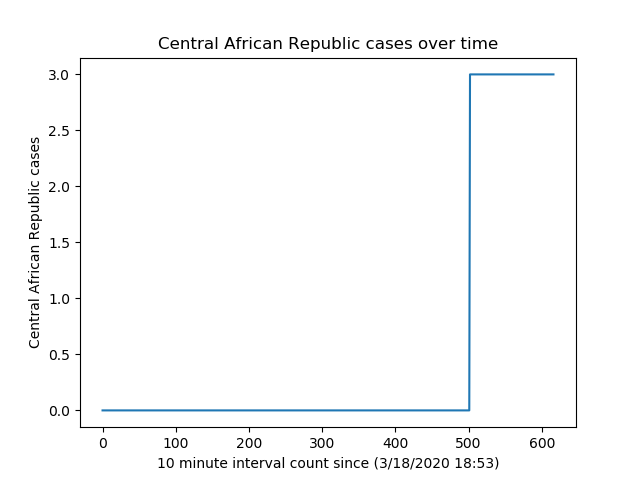 Central African Republic cases over time
3.0
2.5
2.0
1.5
1.0
0.5
0.0
Central African Republic cases
0 100 200 300 400 500 600
10 minute interval count since (3/18/2020 18:53)